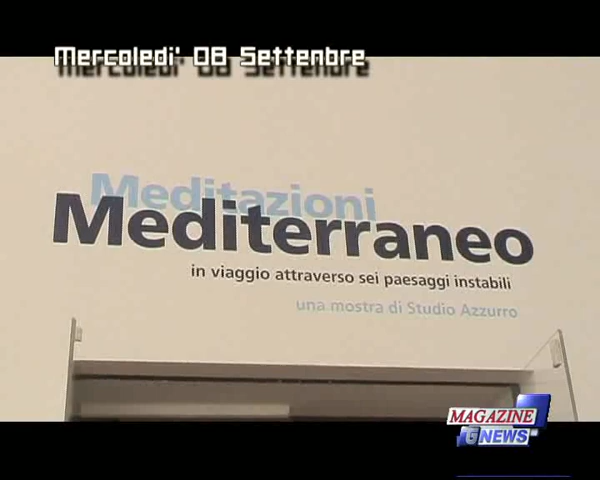 Mercoledi' 08 Settenbre
Meditazioni
Mediterraneo
in viaggio attraverso sei paesaggi instabili
una mostra di Studio Azzurro
MAGAZINE
GNEWS